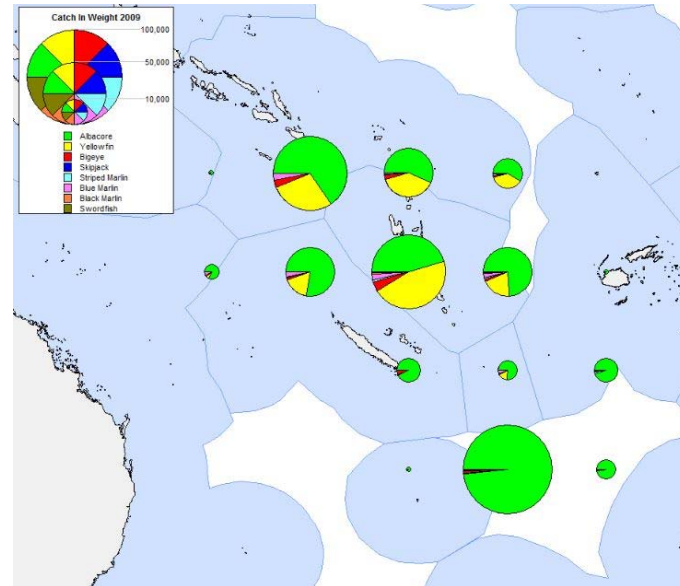 Catch In Weight 2009
100,000
50,000
10,000
Albacore
Yellowfin
Bigeye
Skipjack
Striped Marlin
Blue Marlin
Black Marlin
Swordfish